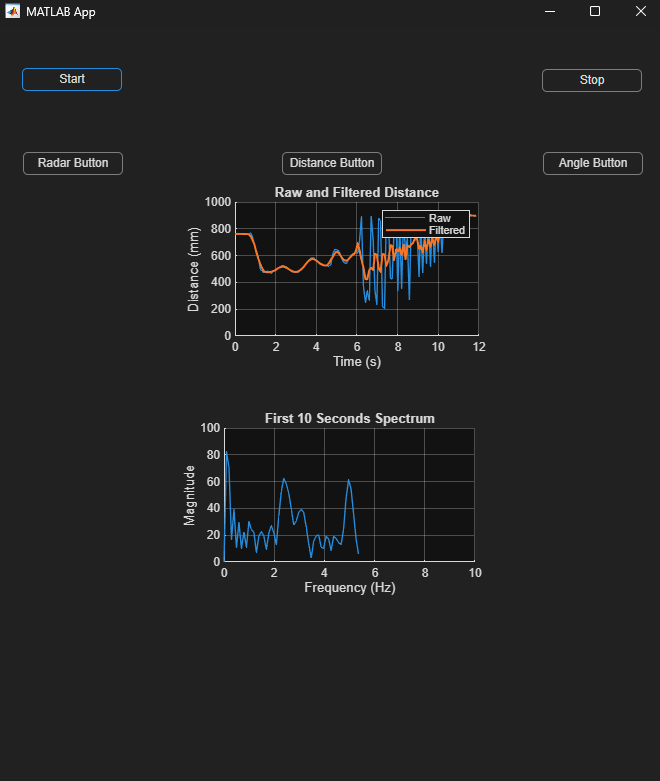 MATLAB App
Start
Stop
Radar Button
Distance Button
Angle Button
Raw and Filtered Distance
Raw
Filtered
1000
800
600
400
200
0
Distance (mm)
0 2 4 6 8 10 12
Time (s)
First 10 Seconds Spectrum
100
80
60
40
20
0
Magnitude
0 2 4 6 8 10
Frequency (Hz)